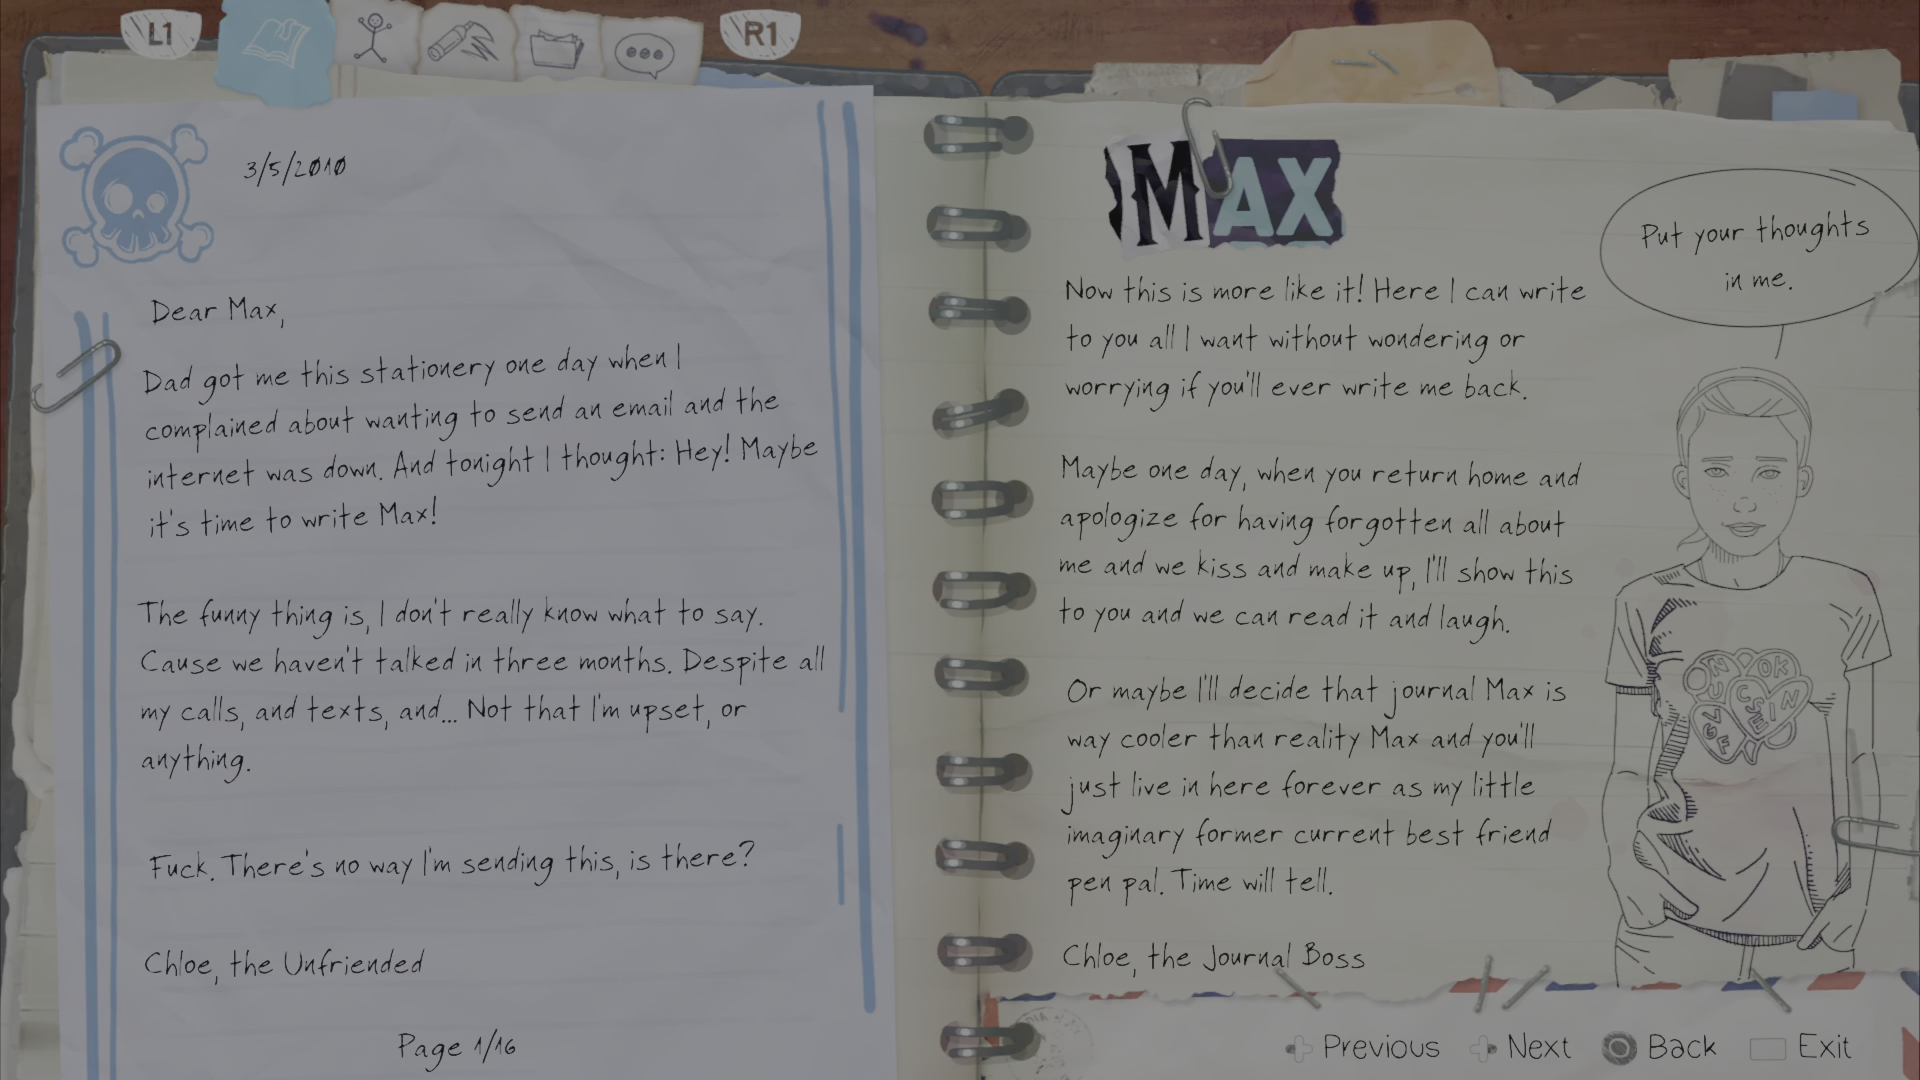 L1
R1
3/5/2010
Dear Max,
Dad got me this stationery one day when I
complained about wanting to send an email and the
internet was down. And tonight I thought: Hey! Maybe
it's time to write Max!
The funny thing is, I don't really know what to say.
Cause we haven't talked in three months. Despite all
my calls, and texts, and... Not that I'm upset, or
anything.
Fuck. There's no way I'm sending this, is there?
Chloe, the Unfriended
Page 1/16
MAX
Now this is more like it! Here I can write
to you all I want without wondering or
worrying if you'll ever write me back.
Maybe one day, when you return home and
apologize for having forgotten all about
me and we kiss and make up, I'll show this
to you and we can read it and laugh.
Or maybe I'll decide that journal Max is
way cooler than reality Max and you'll
just live in here forever as my little
imaginary former current best friend
pen pal. Time will tell.
Chloe, the Journal Boss
Put your thoughts
in me.
Previous
Next
Back
Exit